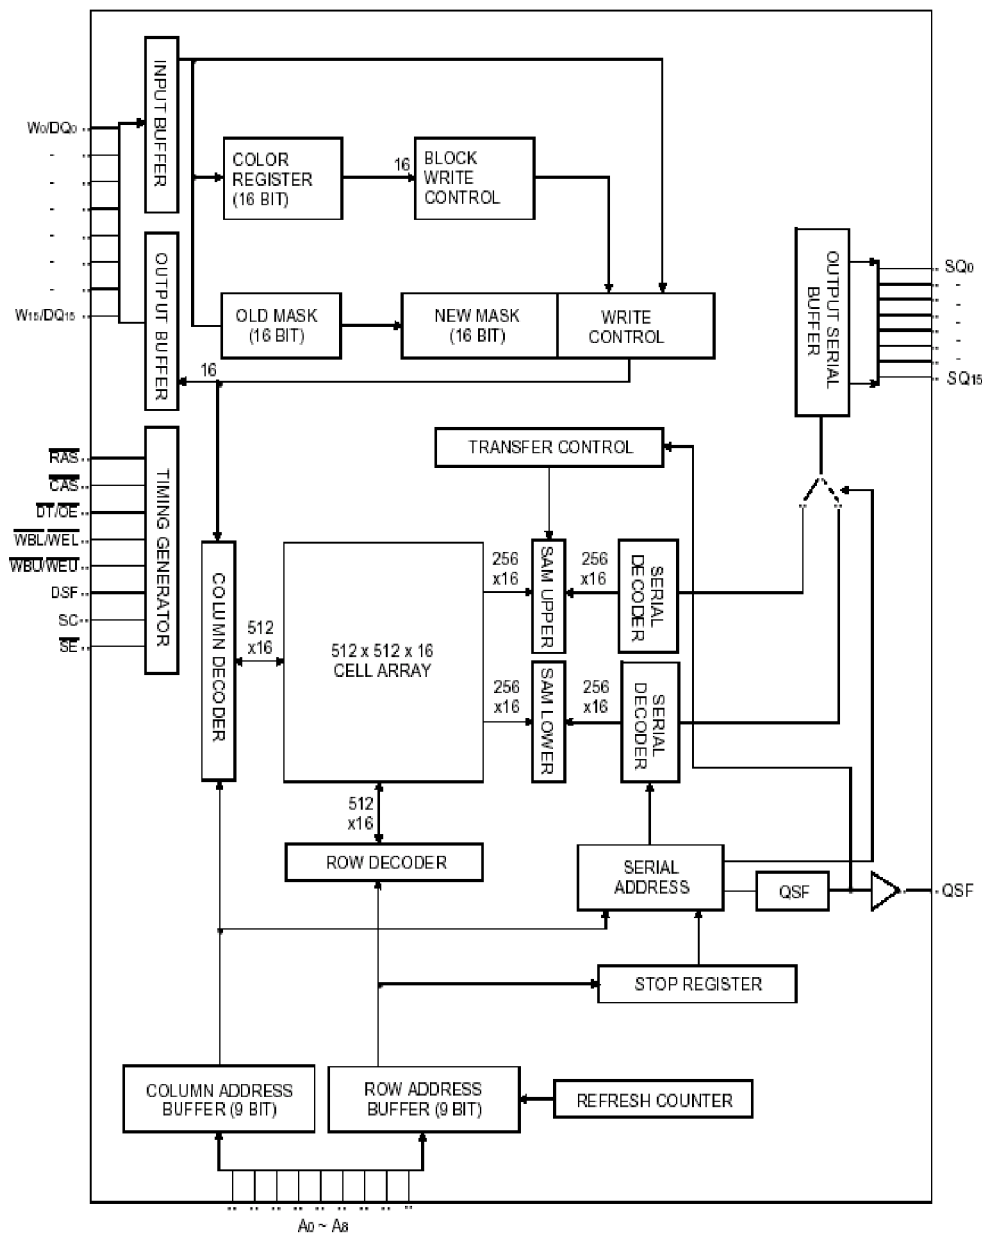 INPUT BUFFER
W0/DQ0
-
-
-
-
-
-
W15/DQ15
COLOR
REGISTER
(16 BIT)
16
BLOCK
WRITE
CONTROL
OUTPUT BUFFER
OLD MASK
(16 BIT)
NEW MASK
(16 BIT)
WRITE
CONTROL
16
OUTPUT SERIAL
BUFFER
SQ0
-
-
-
-
SQ15
TRANSFER CONTROL
RAS
CAS
DT/OE
WBL/WEL
WBU/WEU
DSF
SC
SE
TIMING GENERATOR
COLUMN DECODER
512
x16
512 x 512 x 16
CELL ARRAY
256
x16
SAM UPPER
256
x16
SERIAL
DECODER
256
x16
SAM LOWER
256
x16
SERIAL
DECODER
512
x16
ROW DECODER
SERIAL
ADDRESS
QSF
QSF
STOP REGISTER
COLUMN ADDRESS
BUFFER (9 BIT)
ROW ADDRESS
BUFFER (9 BIT)
REFRESH COUNTER
A0 ~ A8